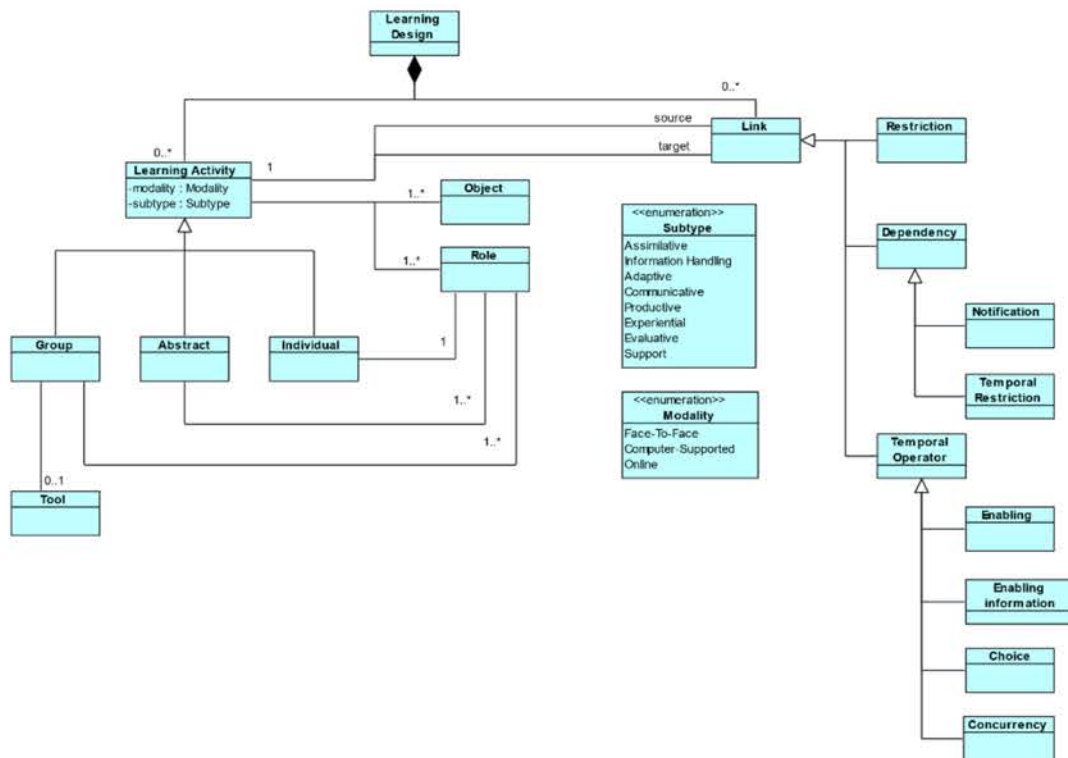 Learning
Design
0..*
source
Link
Restriction
0..*
1
target
Learning Activity
-modality : Modality
-subtype : Subtype
1..*
Object
<<enumeration>>
Subtype
Assimilative
Information Handling
Adaptive
Communicative
Productive
Experiential
Evaluative
Support
Dependency
1..*
Role
Notification
Group
Abstract
Individual
1
Temporal
Restriction
1..*
<<enumeration>>
Modality
Face-To-Face
Computer-Supported
Online
1..*
Temporal
Operator
0..1
Tool
Enabling
Enabling
information
Choice
Concurrency